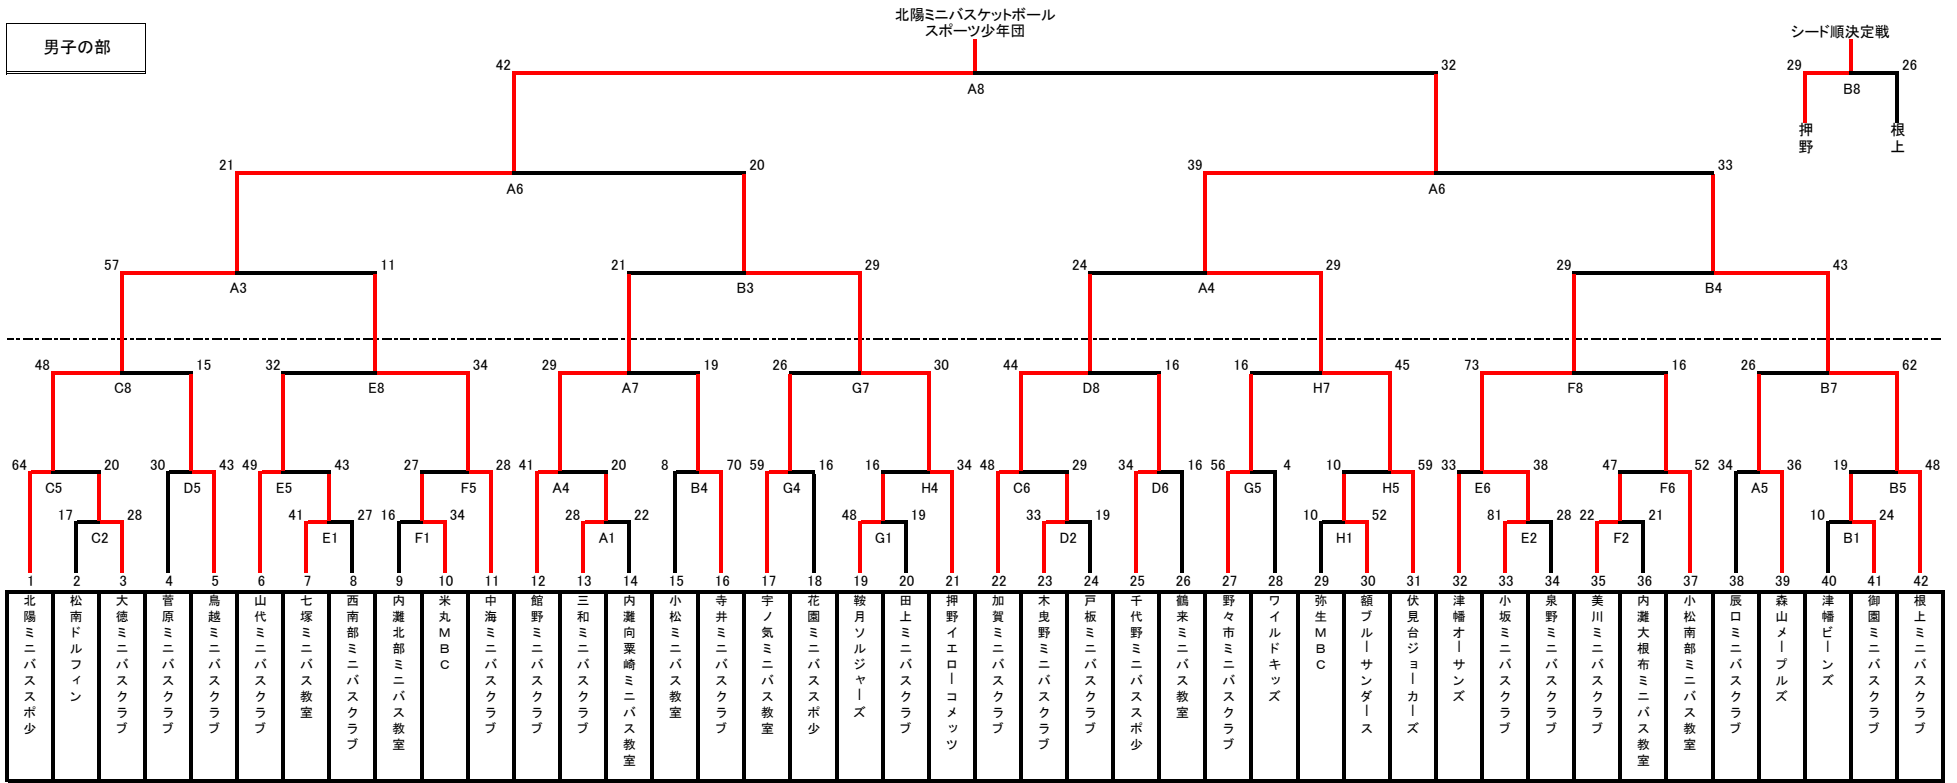 北陽ミニバスケットボール
スポーツ少年団
シード順決定戦
男子の部
42 32
29 26
A8
B8
押野 根上
21 20 39 33
A6 A6
57 11 21 29 24 29 29 43
A3 B3 A4 B4
48 15 32 34 29 19 26 30 44 16 16 45 73 16 26 62
C8 E8 A7 G7 D8 H7 F8 B7
64 20 30 43 49 43 27 28 41 20 8 70 59 16 16 34 48 29 34 16 56 4 10 59 33 38 47 52 34 36 19 48
C5 D5 E5 F5 A4 B4 G4 H4 C6 D6 G5 H5 E6 F6 A5 B5
17 28 41 27 16 34 28 22 48 19 33 19 10 52 81 28 22 21 10 24
C2 E1 F1 A1 G1 D2 H1 E2 F2 B1
1 2 3 4 5 6 7 8 9 10 11 12 13 14 15 16 17 18 19 20 21 22 23 24 25 26 27 28 29 30 31 32 33 34 35 36 37 38 39 40 41 42
北陽ミニバススポ少
松南ドルフィン
大徳ミニバスクラブ
菅原ミニバスクラブ
鳥越ミニバスクラブ
山代ミニバスクラブ
七塚ミニバス教室
西南部ミニバスクラブ
内灘北部ミニバス教室
米丸MBC
中海ミニバスクラブ
館野ミニバスクラブ
三和ミニバスクラブ
内灘向粟崎ミニバス教室
小松ミニバス教室
寺井ミニバスクラブ
宇ノ気ミニバス教室
花園ミニバススポ少
鞍月ソルジャーズ
田上ミニバスクラブ
押野イエローコメッツ
加賀ミニバスクラブ
木曳野ミニバスクラブ
戸板ミニバスクラブ
千代野ミニバススポ少
鶴来ミニバス教室
野々市ミニバスクラブ
ワイルドキッズ
弥生MBC
額ブルーサンダース
伏見台ジョーカーズ
津幡オーサンズ
小坂ミニバスクラブ
泉野ミニバスクラブ
美川ミニバスクラブ
内灘大根布ミニバス教室
小松南部ミニバス教室
辰口ミニバスクラブ
森山メープルズ
津幡ビーンズ
御園ミニバスクラブ
根上ミニバスクラブ